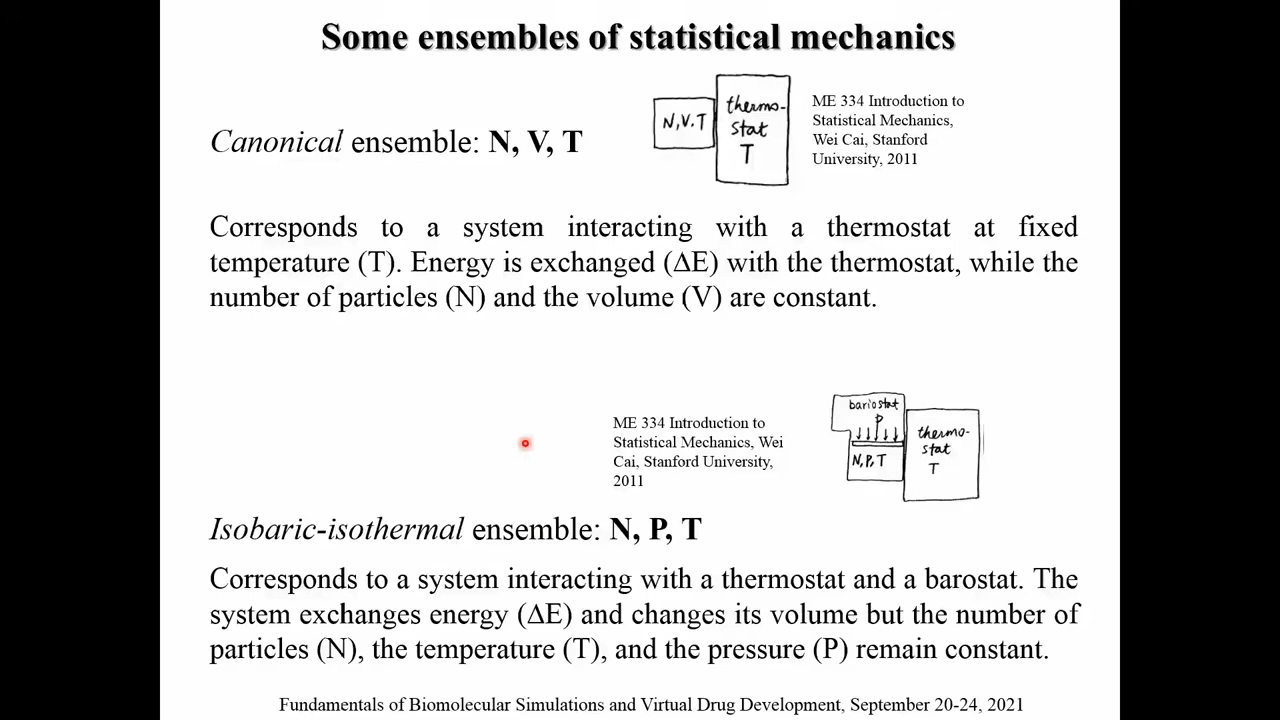 Some ensembles of statistical mechanics
Canonical ensemble: N, V, T
N,V.T
thermo-
stat
T
ME 334 Introduction to
Statistical Mechanics,
Wei Cai, Stanford
University, 2011
Corresponds to a system interacting with a thermostat at fixed
temperature (T). Energy is exchanged (ΔE) with the thermostat, while the
number of particles (N) and the volume (V) are constant.
ME 334 Introduction to
Statistical Mechanics, Wei
Cai, Stanford University,
2011
bariostat
P
N,P,T
thermo-
stat
T
Isobaric-isothermal ensemble: N, P, T
Corresponds to a system interacting with a thermostat and a barostat. The
system exchanges energy (ΔE) and changes its volume but the number of
particles (N), the temperature (T), and the pressure (P) remain constant.
Fundamentals of Biomolecular Simulations and Virtual Drug Development, September 20-24, 2021